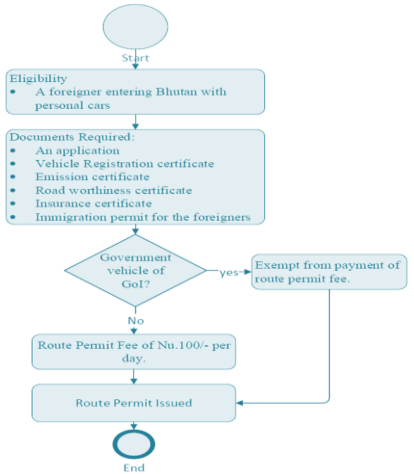 Start
Eligibility
• A foreigner entering Bhutan with
personal cars
Documents Required:
• An application
• Vehicle Registration certificate
• Emission certificate
• Road worthiness certificate
• Insurance certificate
• Immigration permit for the foreigners
Government
vehicle of
GoI?
yes
Exempt from payment of
route permit fee.
No
Route Permit Fee of Nu.100/- per
day.
Route Permit Issued
End